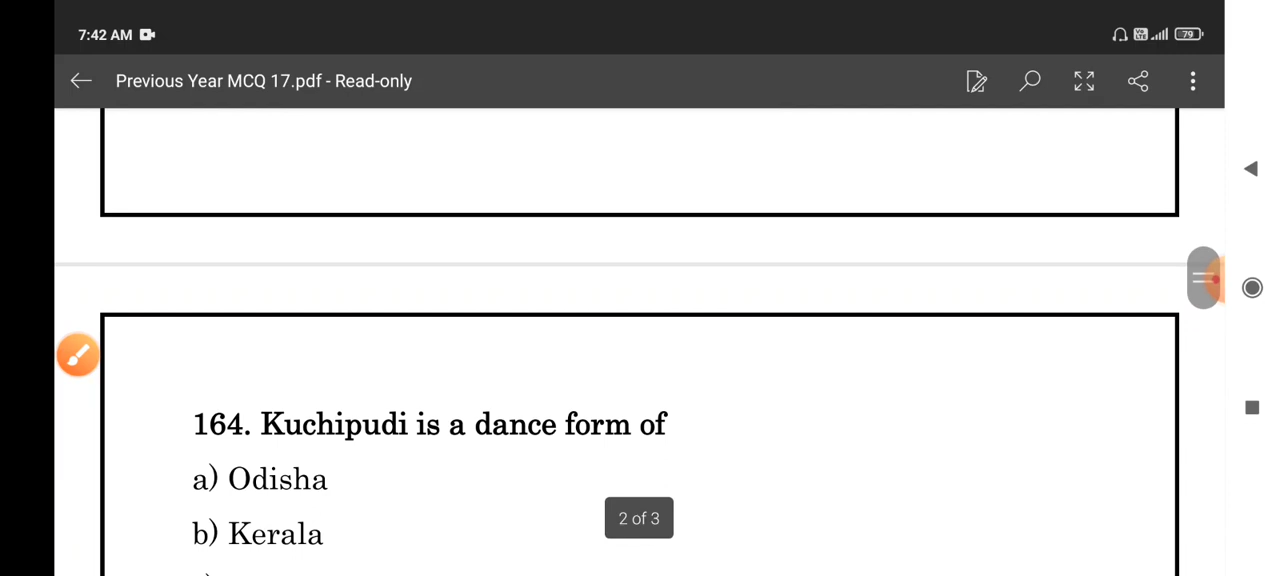 7:42 AM
79
Previous Year MCQ 17.pdf - Read-only
164. Kuchipudi is a dance form of
a) Odisha
b) Kerala
2 of 3